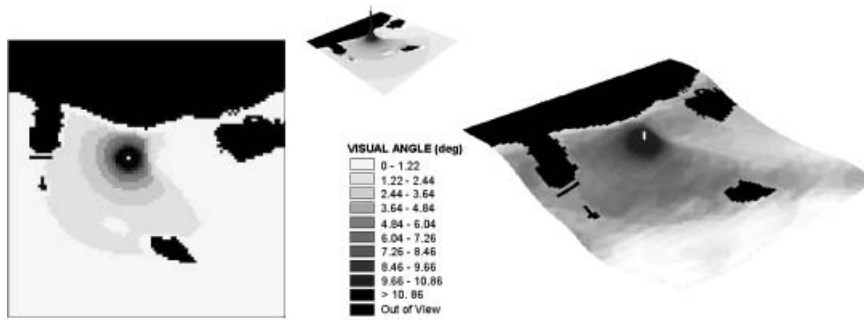 VISUAL ANGLE (deg)
0 - 1.22
1.22 - 2.44
2.44 - 3.64
3.64 - 4.84
4.84 - 6.04
6.04 - 7.26
7.26 - 8.46
8.46 - 9.66
9.66 - 10.86
> 10. 86
Out of View